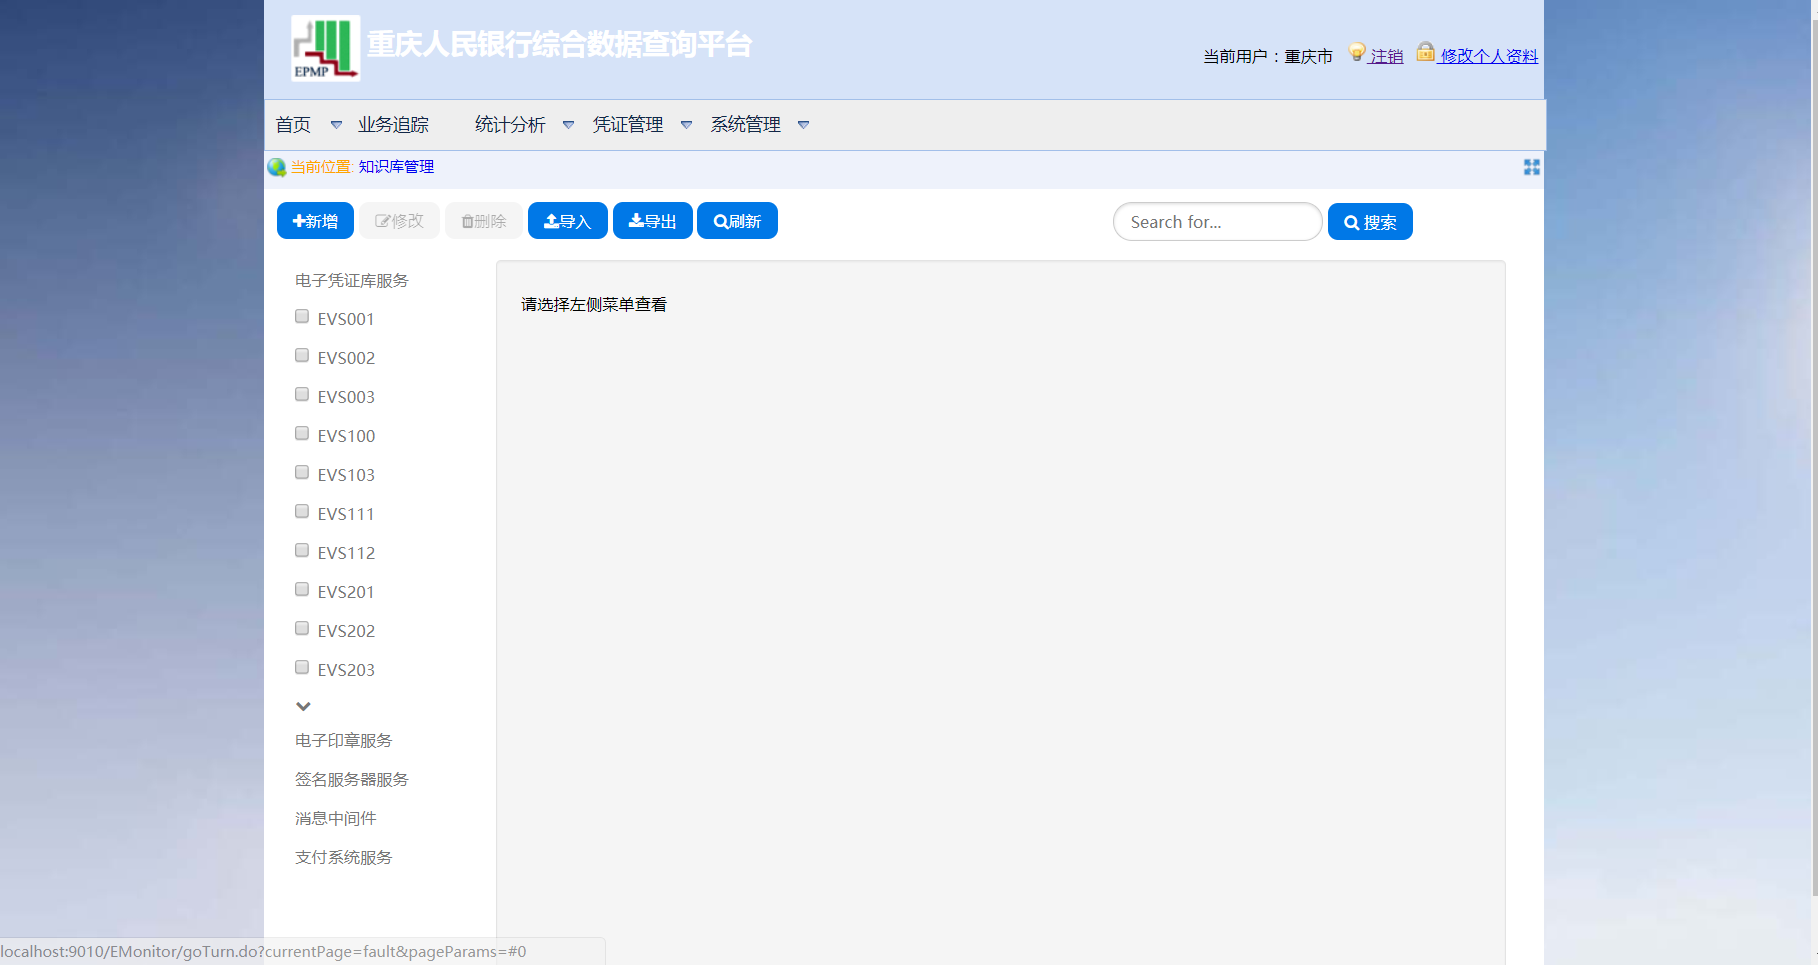 EPMP
重庆人民银行综合数据查询平台
当前用户：重庆市 注销 修改个人资料
首页 业务追踪 统计分析 凭证管理 系统管理
当前位置: 知识库管理
新增 修改 删除 导入 导出 刷新 Search for... 搜索
电子凭证库服务
请选择左侧菜单查看
EVS001
EVS002
EVS003
EVS100
EVS103
EVS111
EVS112
EVS201
EVS202
EVS203
电子印章服务
签名服务器服务
消息中间件
支付系统服务
localhost:9010/EMonitor/goTurn.do?currentPage=fault&pageParams=#0